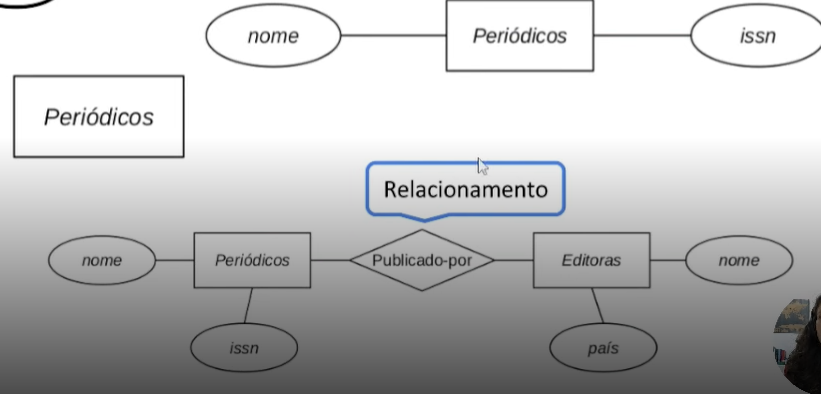 nome
Periódicos
issn
Periódicos
Relacionamento
nome
Periódicos
Publicado-por
Editoras
nome
issn
país